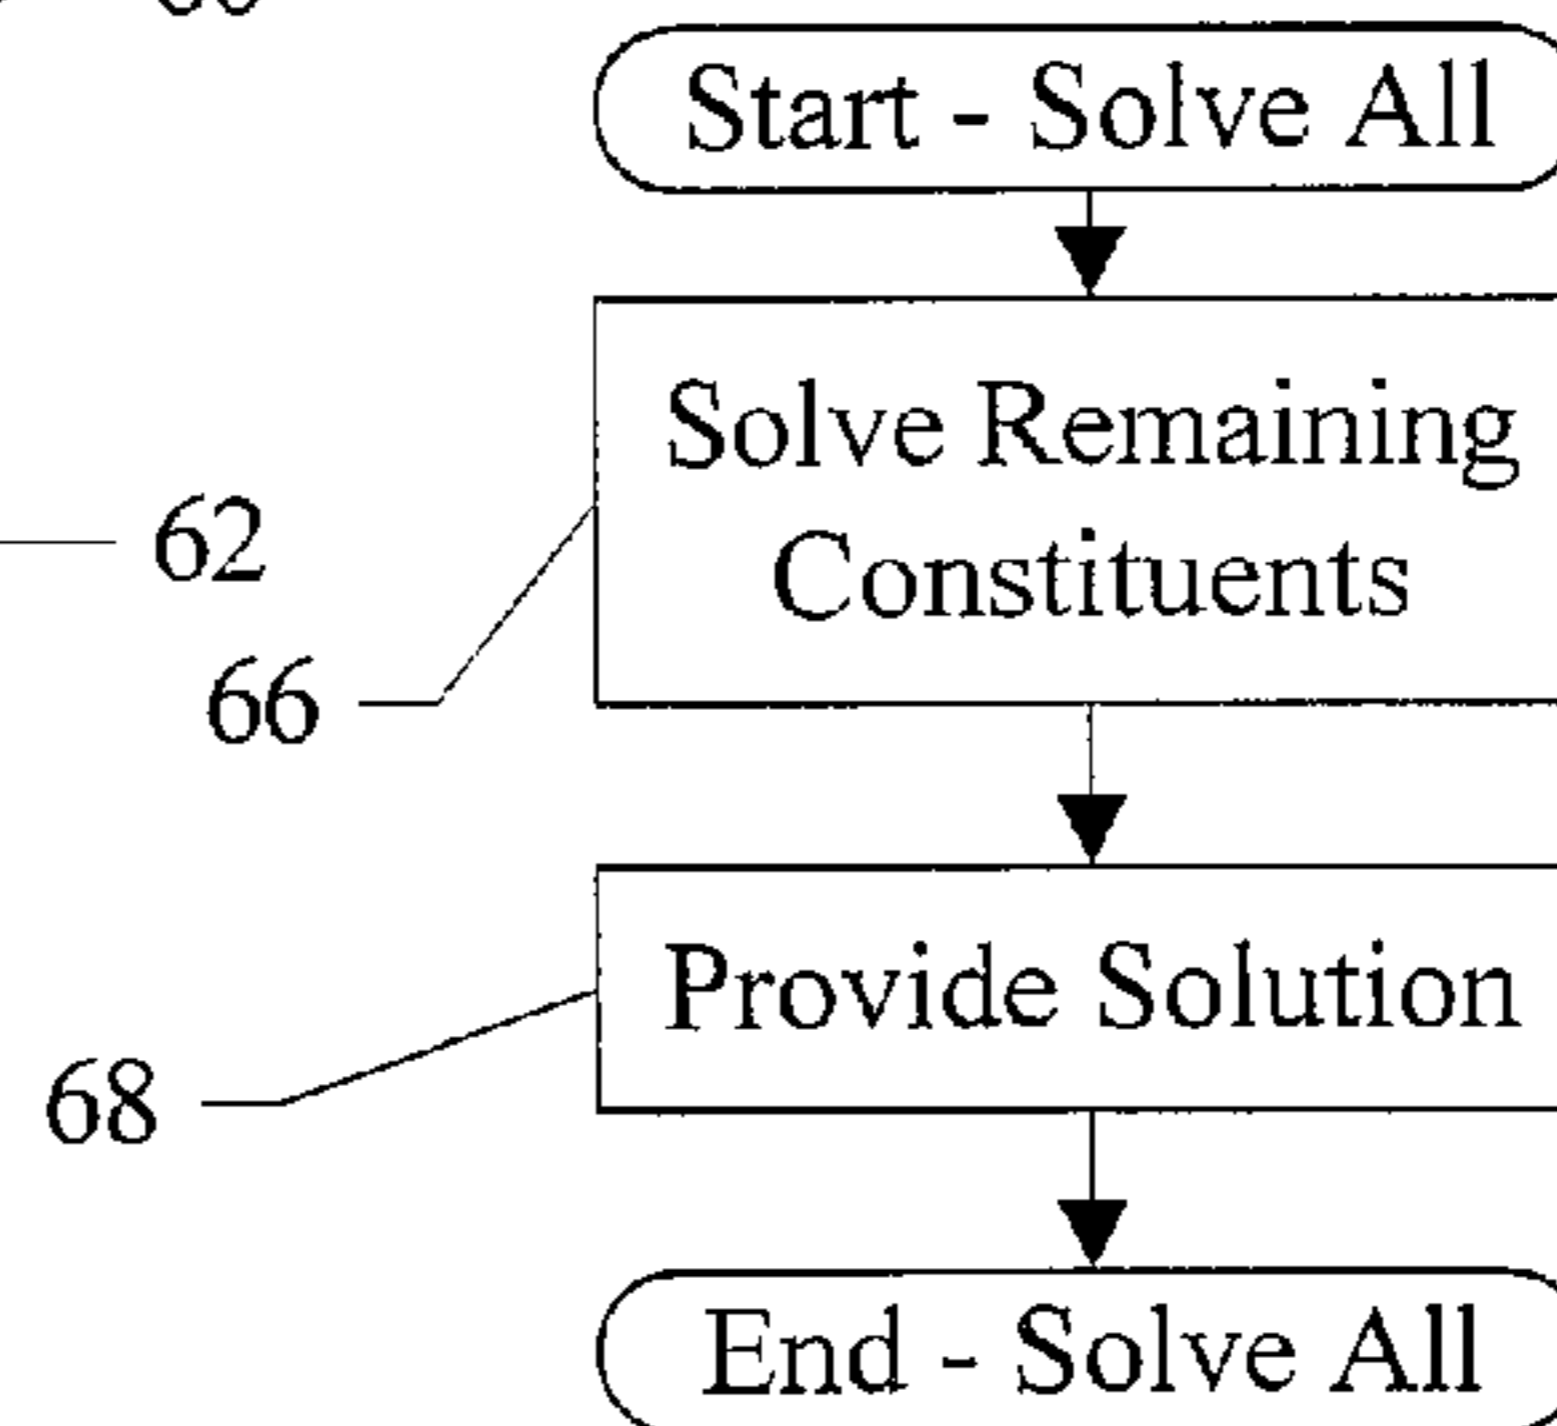 Start - Solve All
Solve Remaining
Constituents
62
66
Provide Solution
68
End - Solve All